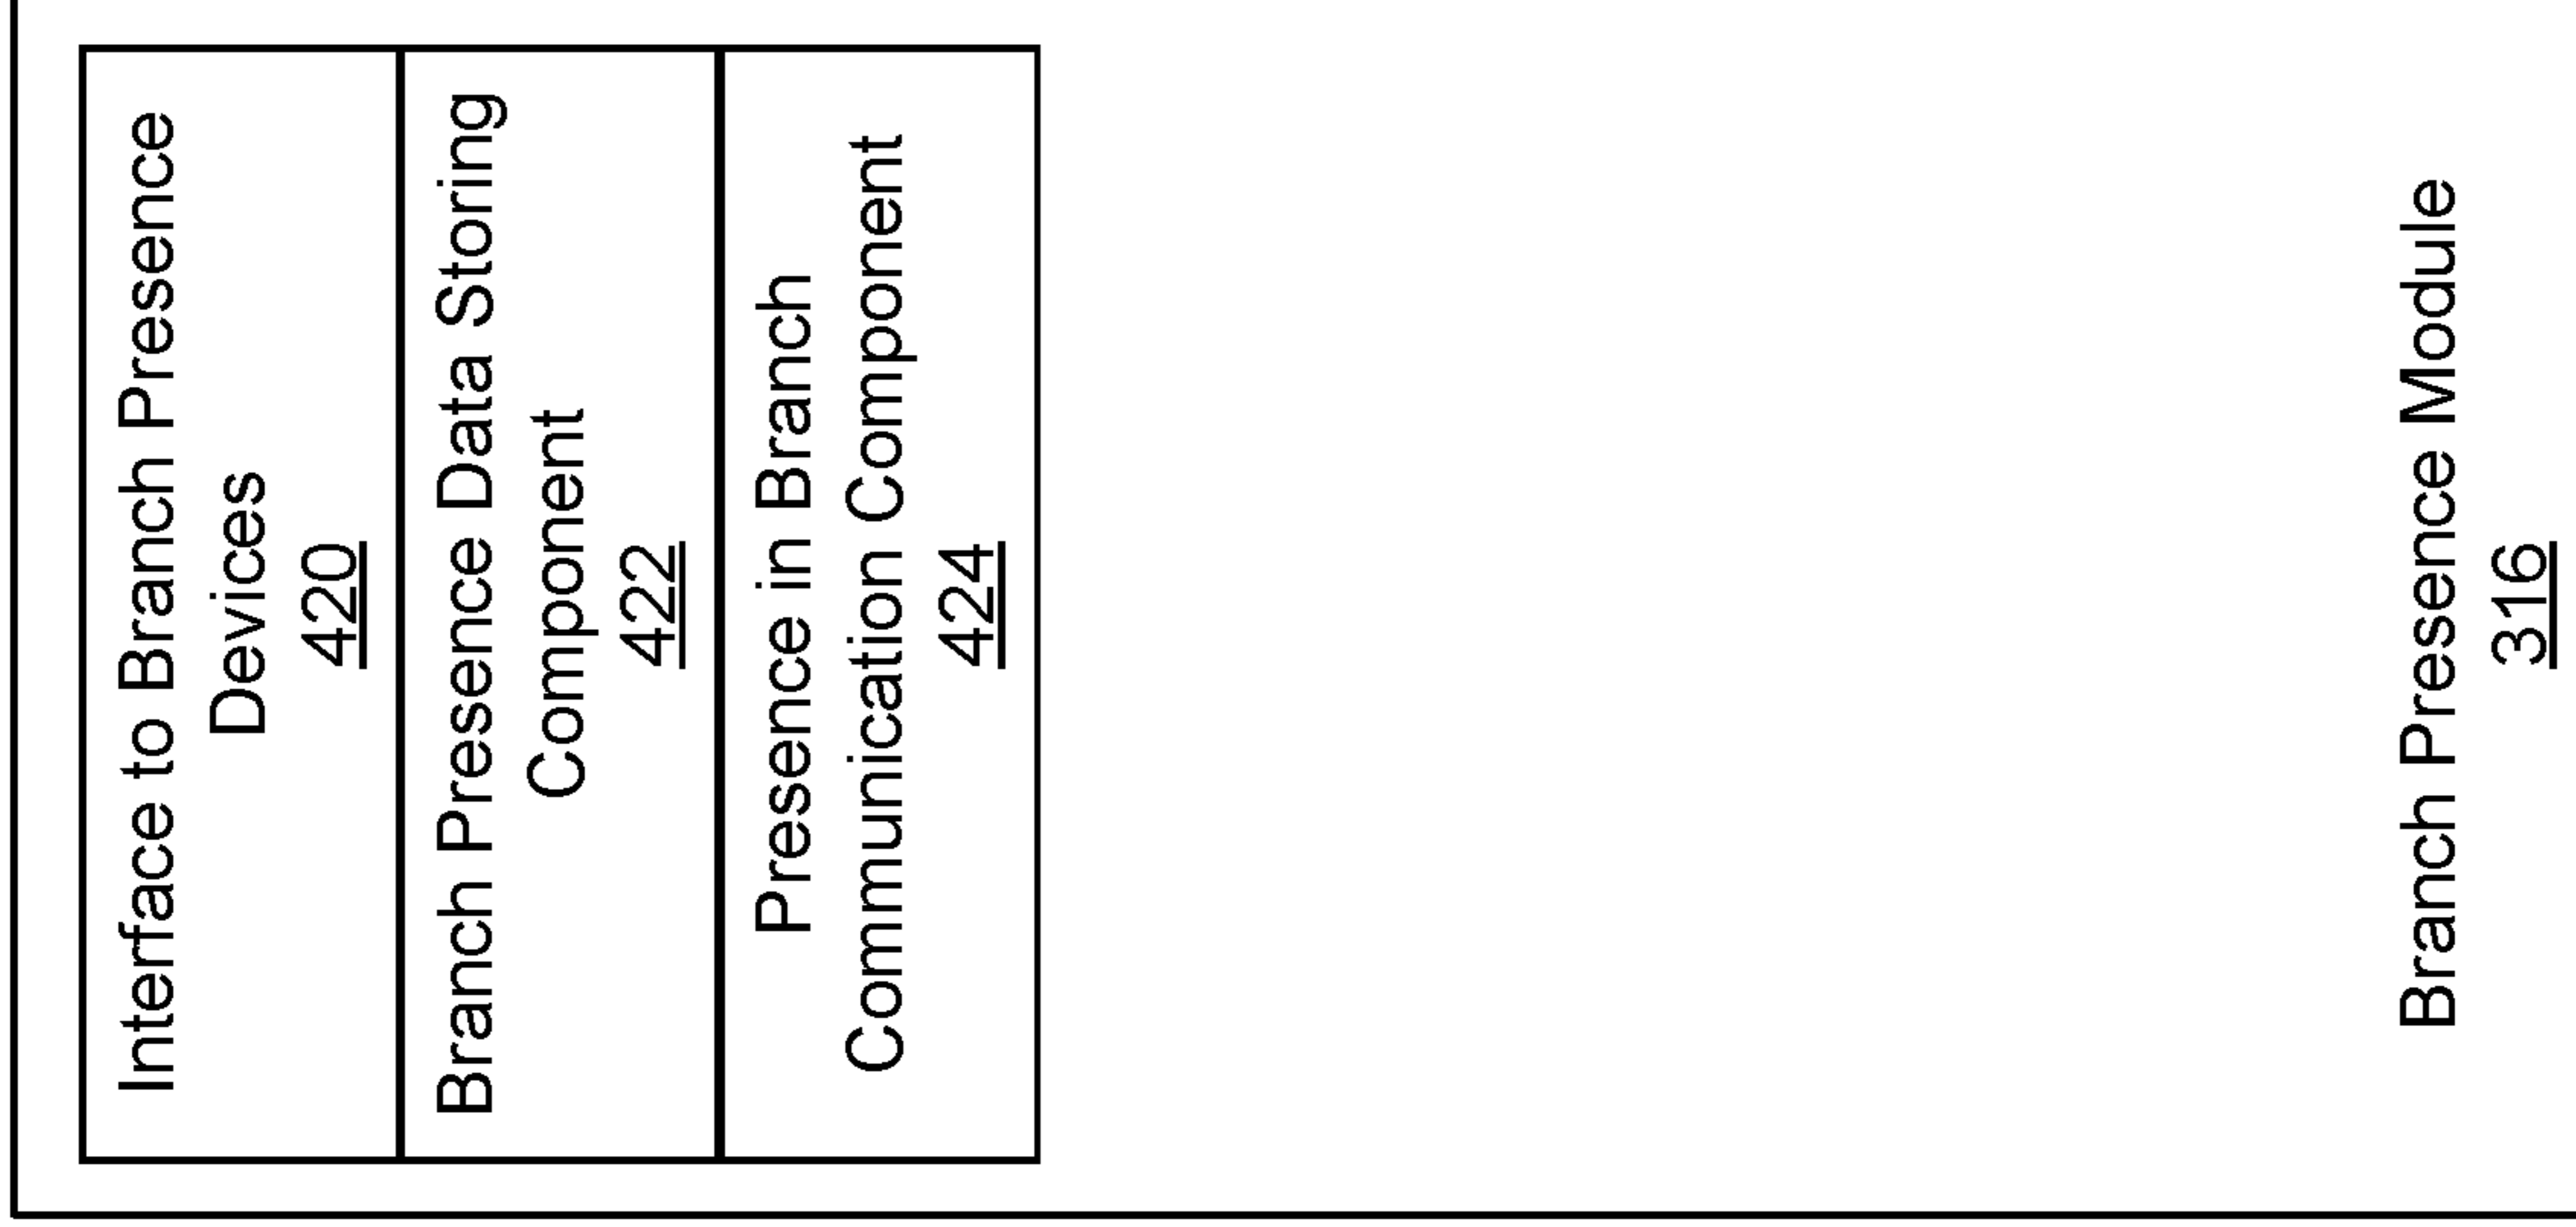 Interface to Branch Presence
Devices
420
Branch Presence Data Storing
Component
422
Presence in Branch
Communication Component
424
Branch Presence Module
316